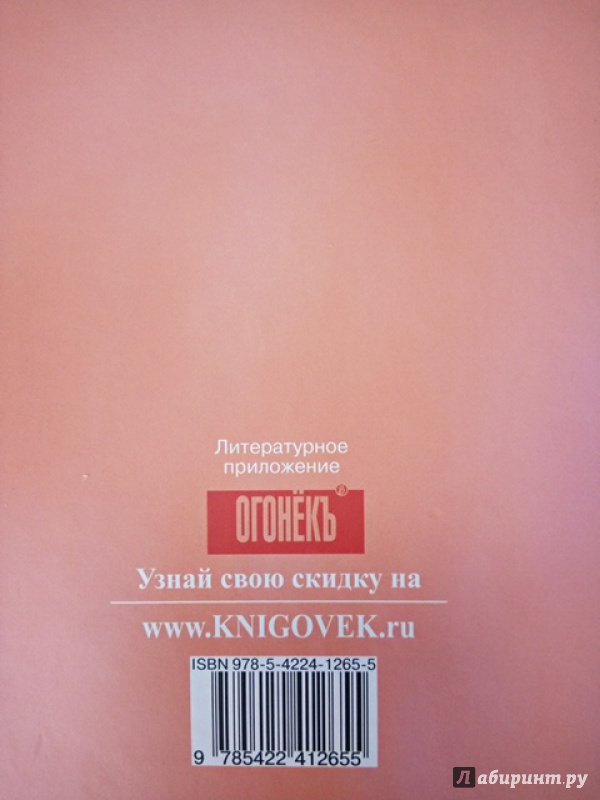 Литературное
приложение
ОГОНЁКЪ®
Узнай свою скидку на
www.KNIGOVEK.ru
ISBN 978-5-4224-1265-5
9 785422 412655
Лабиринт.ру